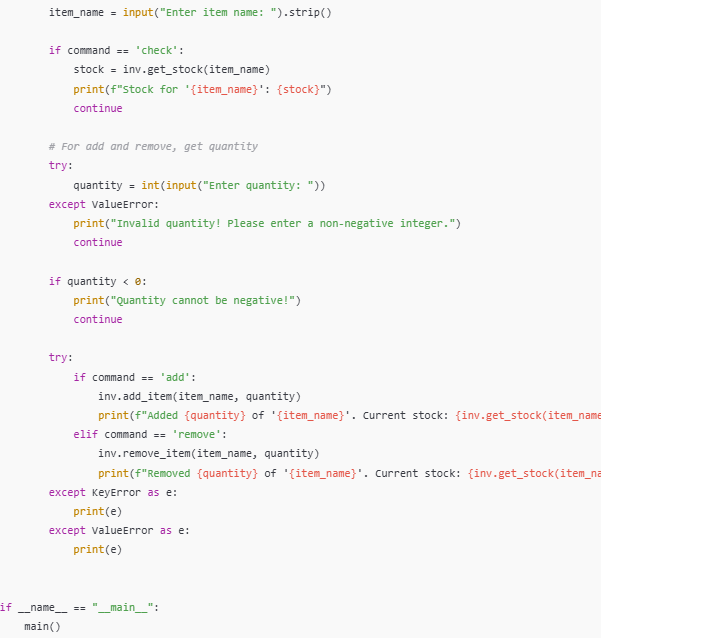 item_name = input("Enter item name: ").strip()
if command == 'check':
stock = inv.get_stock(item_name)
print(f"Stock for '{item_name}': {stock}")
continue
# For add and remove, get quantity
try:
quantity = int(input("Enter quantity: "))
except ValueError:
print("Invalid quantity! Please enter a non-negative integer.")
continue
if quantity < 0:
print("Quantity cannot be negative!")
continue
try:
if command == 'add':
inv.add_item(item_name, quantity)
print(f"Added {quantity} of '{item_name}'. Current stock: {inv.get_stock(item_name
elif command == 'remove':
inv.remove_item(item_name, quantity)
print(f"Removed {quantity} of '{item_name}'. Current stock: {inv.get_stock(item_na
except KeyError as e:
print(e)
except ValueError as e:
print(e)
if __name__ == "__main__":
main()